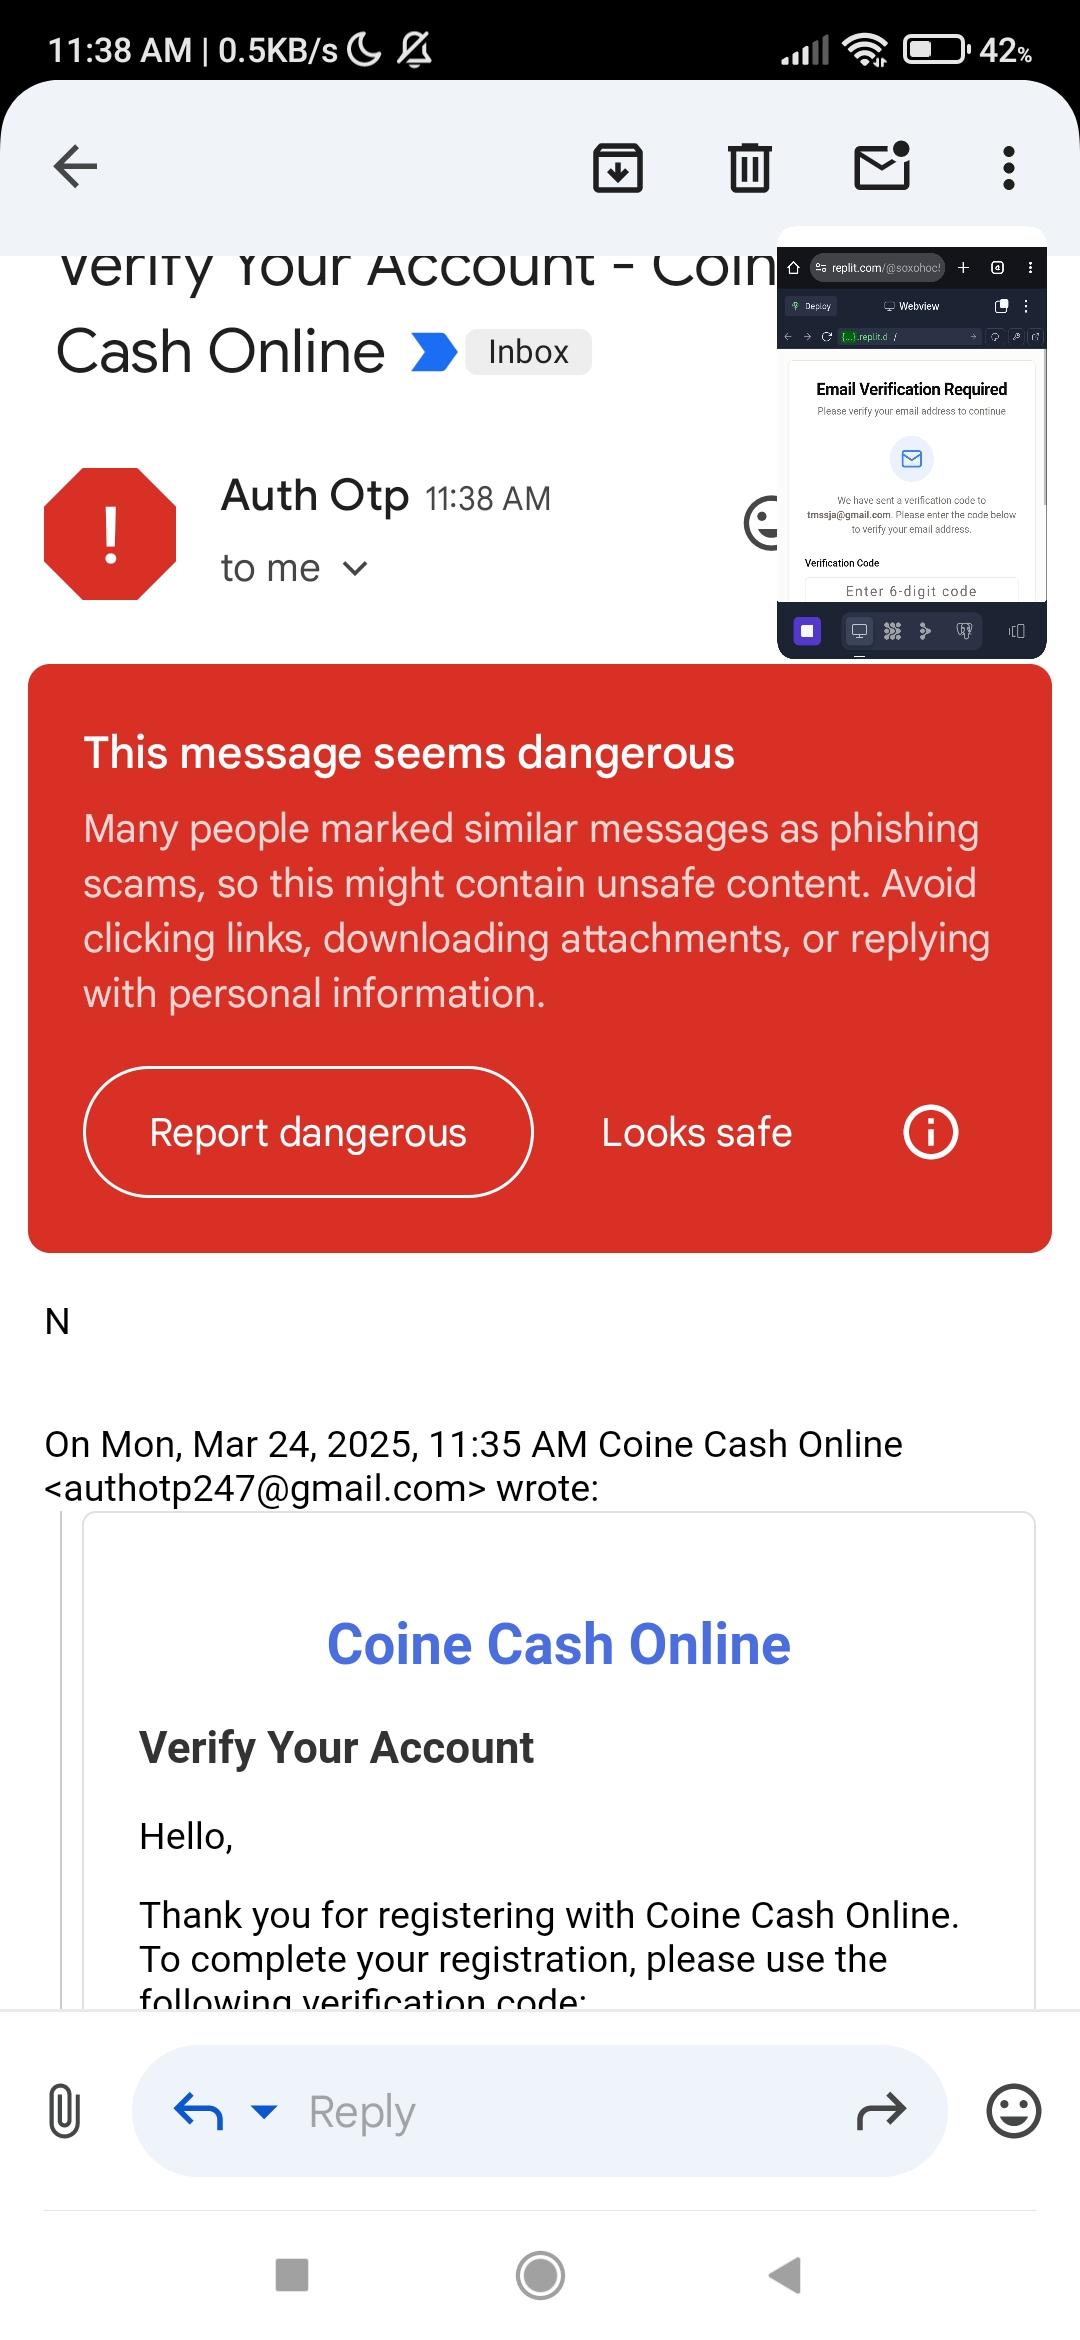 11:38 AM | 0.5KB/s
42%
Verify Your Account - Coin
Cash Online
Inbox
Auth Otp 11:38 AM
to me
replit.com/@soxohoc
Deploy
Webview
{...}.replit.d /
Email Verification Required
Please verify your email address to continue
We have sent a verification code to
tmssja@gmail.com. Please enter the code below
to verify your email address.
Verification Code
Enter 6-digit code
This message seems dangerous
Many people marked similar messages as phishing
scams, so this might contain unsafe content. Avoid
clicking links, downloading attachments, or replying
with personal information.
Report dangerous
Looks safe
N
On Mon, Mar 24, 2025, 11:35 AM Coine Cash Online
<authotp247@gmail.com> wrote:
Coine Cash Online
Verify Your Account
Hello,
Thank you for registering with Coine Cash Online.
To complete your registration, please use the
following verification code:
Reply